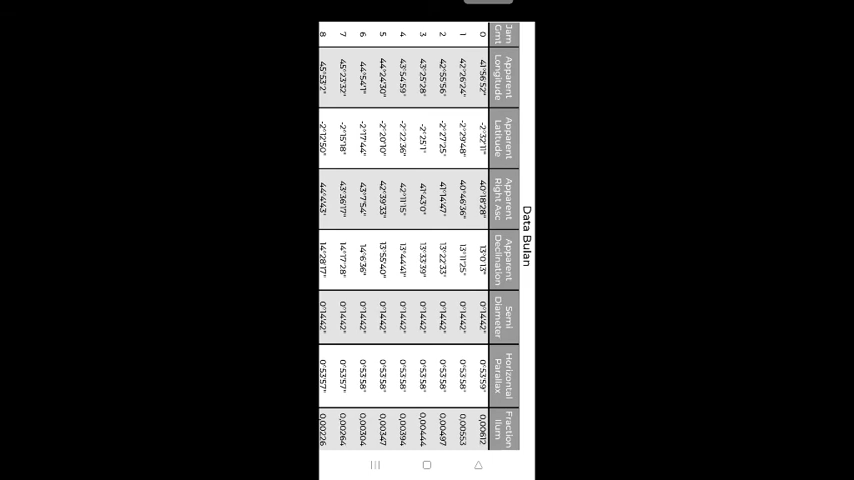 Data Bulan
Jam Gmt Apparent Longitude Apparent Latitude Apparent Right Asc Apparent Declination Semi Diameter Horizontal Parallax Fraction Illum
0 41°56'52" -2°32'11" 40°18'28" 13°0'13" 0°14'42" 0°53'59" 0,00612
1 42°26'24" -2°29'48" 40°46'36" 13°11'25" 0°14'42" 0°53'58" 0,00553
2 42°55'56" -2°27'25" 41°14'47" 13°22'33" 0°14'42" 0°53'58" 0,00497
3 43°25'28" -2°25'1" 41°43'0" 13°33'39" 0°14'42" 0°53'58" 0,00444
4 43°54'59" -2°22'36" 42°11'15" 13°44'41" 0°14'42" 0°53'58" 0,00394
5 44°24'30" -2°20'10" 42°39'33" 13°55'40" 0°14'42" 0°53'58" 0,00347
6 44°54'1" -2°17'44" 43°7'54" 14°6'36" 0°14'42" 0°53'58" 0,00304
7 45°23'32" -2°15'18" 43°36'17" 14°17'28" 0°14'42" 0°53'57" 0,00264
8 45°53'2" -2°12'50" 44°4'43" 14°28'17" 0°14'42" 0°53'57" 0,00226